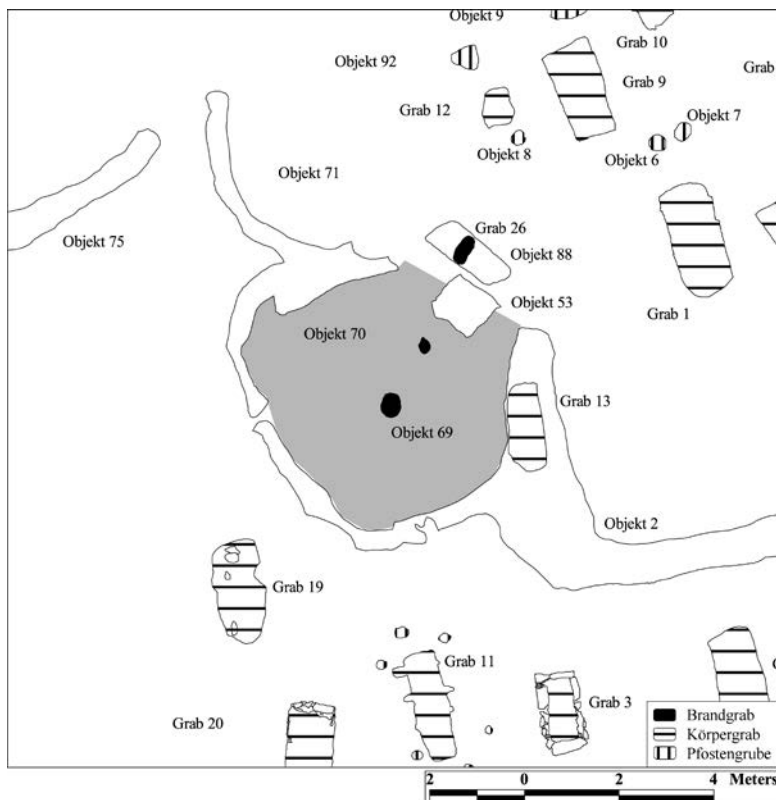 Objekt 9
Grab 10
Objekt 92
Grab
Grab 9
Grab 12
Objekt 7
Objekt 8
Objekt 6
Objekt 71
Grab 26
Objekt 75
Objekt 88
Objekt 53
Grab 1
Objekt 70
Grab 13
Objekt 69
Objekt 2
Grab 19
Grab 11
Grab 3
Grab 20
Brandgrab
Körpergrab
Pfostengrube
2 0 2 4 Meters